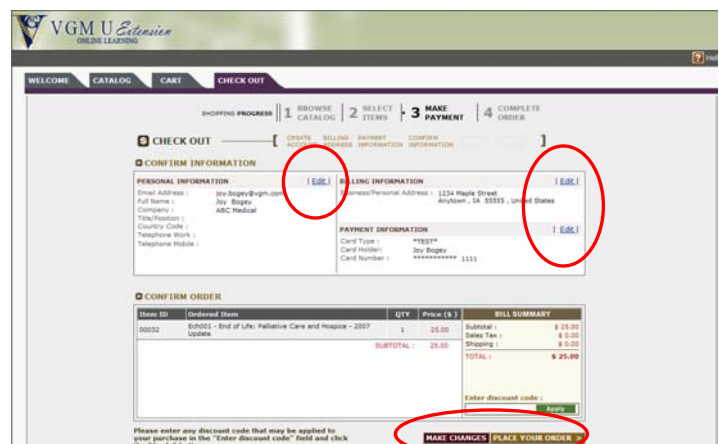 VGM U Extension
ONLINE LEARNING
WELCOME CATALOG CART CHECK OUT
SHOPPING PROGRESS 1 BROWSE CATALOG 2 SELECT ITEMS 3 MAKE PAYMENT 4 COMPLETE ORDER
CHECK OUT CREATE ACCOUNT BILLING ADDRESS PAYMENT INFORMATION CONFIRM INFORMATION
CONFIRM INFORMATION
PERSONAL INFORMATION | Edit |
Email Address : joy.bogey@vgm.com
Full Name : Joy Bogey
Company : ABC Medical
Title/Position :
Country Code :
Telephone Work :
Telephone Mobile :
BILLING INFORMATION | Edit |
Business/Personal Address : 1234 Maple Street
Anytown , IA 55555 , United States
PAYMENT INFORMATION | Edit |
Card Type : *TEST*
Card Holder: Joy Bogey
Card Number : *********** 1111
CONFIRM ORDER
Item ID Ordered Item QTY Price ($ )
00032 Ech001 - End of Life: Palliative Care and Hospice - 2007 Update 1 25.00
SUBTOTAL : 25.00
BILL SUMMARY
Subtotal : $ 25.00
Sales Tax : $ 0.00
Shipping : $ 0.00
TOTAL : $ 25.00
Enter discount code :
Apply
Please enter any discount code that may be applied to
your purchase in the "Enter discount code" field and click
MAKE CHANGES PLACE YOUR ORDER >